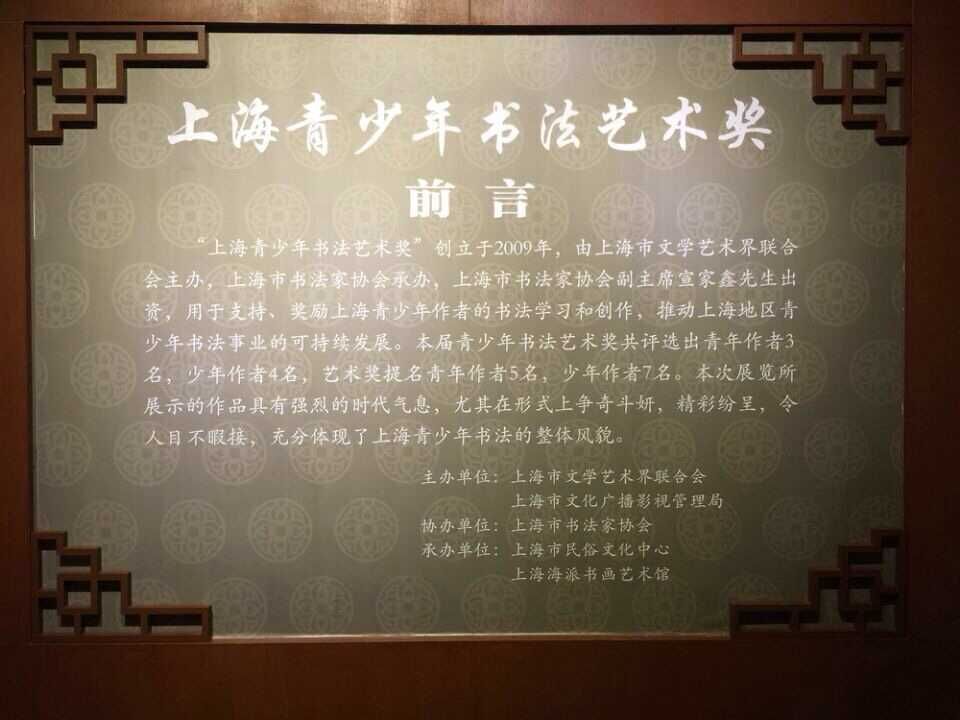 上海青少年书法艺术奖
前言
“上海青少年书法艺术奖”创立于2009年，由上海市文学艺术界联合
会主办，上海市书法家协会承办，上海市书法家协会副主席宣家鑫先生出
资，用于支持、奖励上海青少年作者的书法学习和创作，推动上海地区青
少年书法事业的可持续发展。本届青少年书法艺术奖共评选出青年作者3
名，少年作者4名，艺术奖提名青年作者5名，少年作者7名。本次展览所
展示的作品具有强烈的时代气息，尤其在形式上争奇斗妍，精彩纷呈，令
人目不暇接，充分体现了上海青少年书法的整体风貌。
主办单位：上海市文学艺术界联合会
上海市文化广播影视管理局
协办单位：上海市书法家协会
承办单位：上海市民俗文化中心
上海海派书画艺术馆